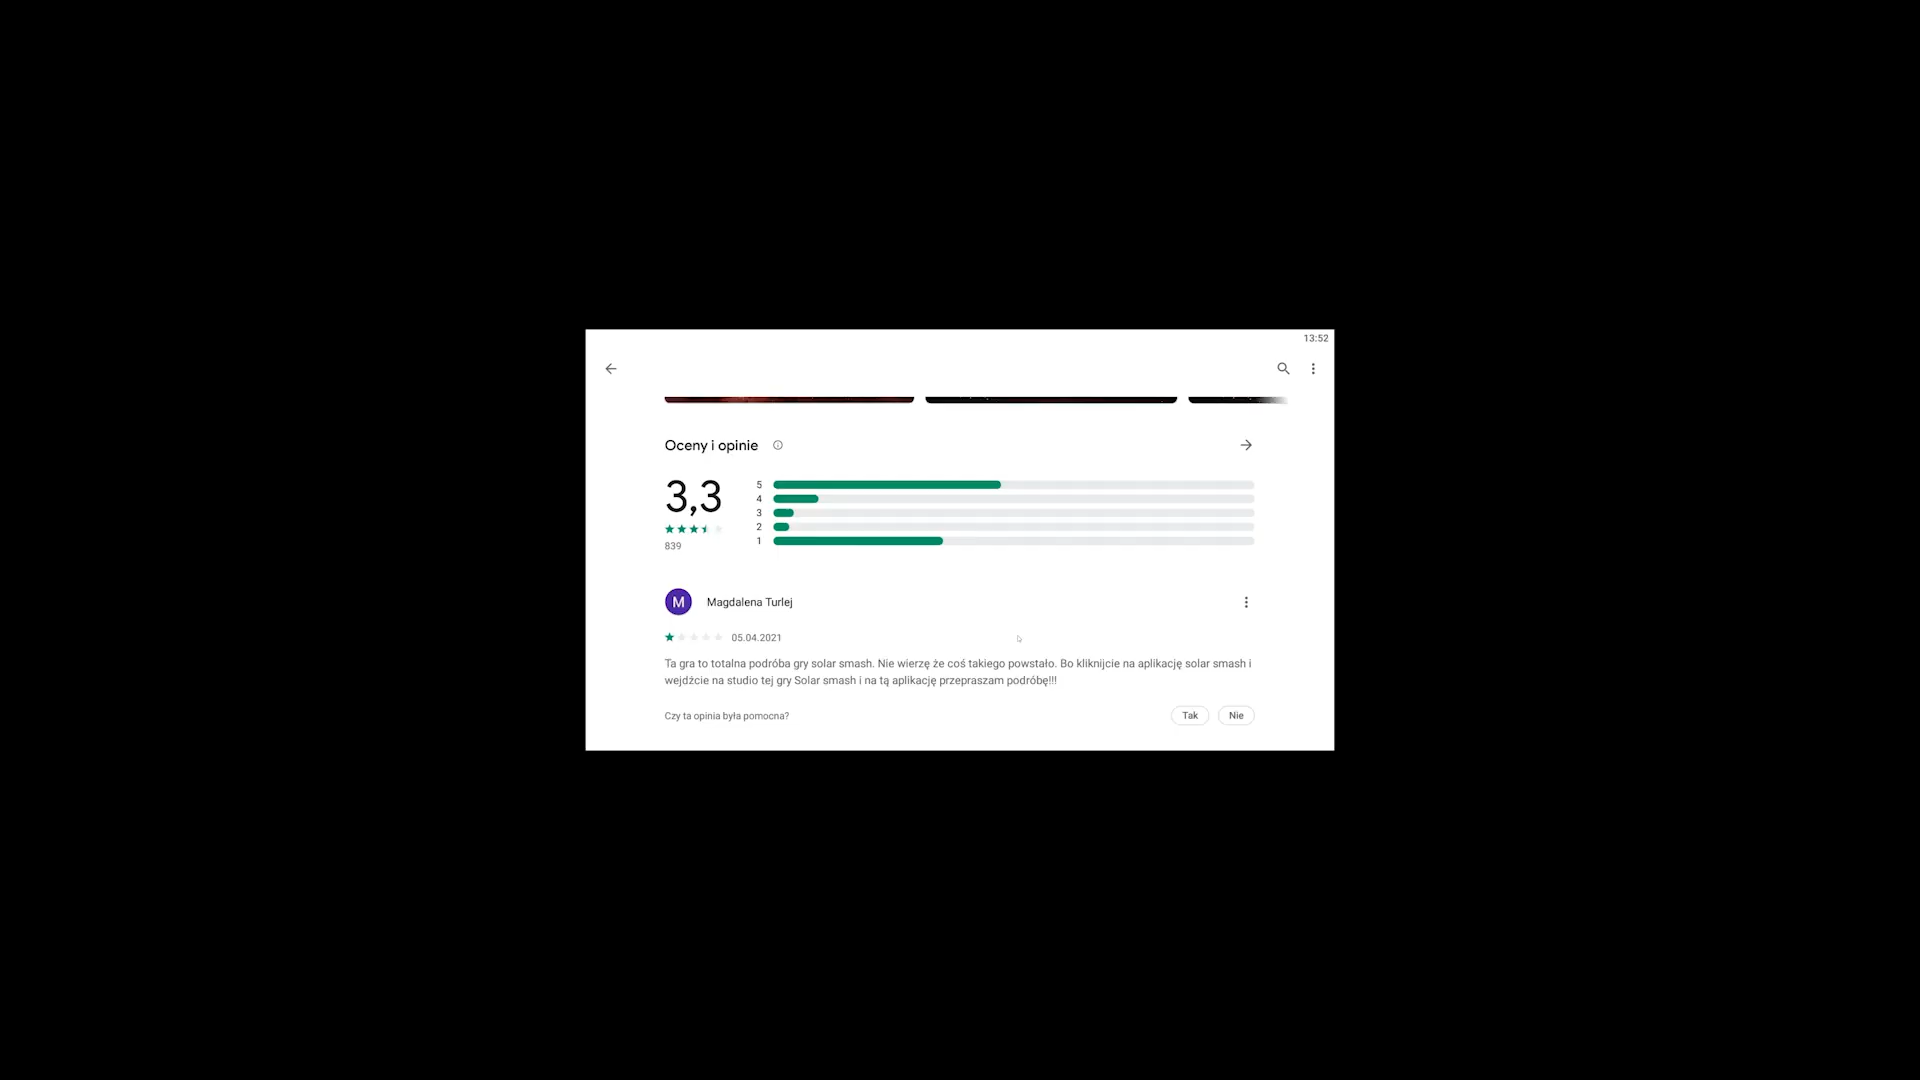 13:52
Oceny i opinie
3,3
839
5
4
3
2
1
M
Magdalena Turlej
05.04.2021
Ta gra to totalna podróba gry solar smash. Nie wierzę że coś takiego powstało. Bo kliknijcie na aplikację solar smash i
wejdźcie na studio tej gry Solar smash i na tą aplikację przepraszam podróbę!!!
Czy ta opinia była pomocna?
Tak
Nie